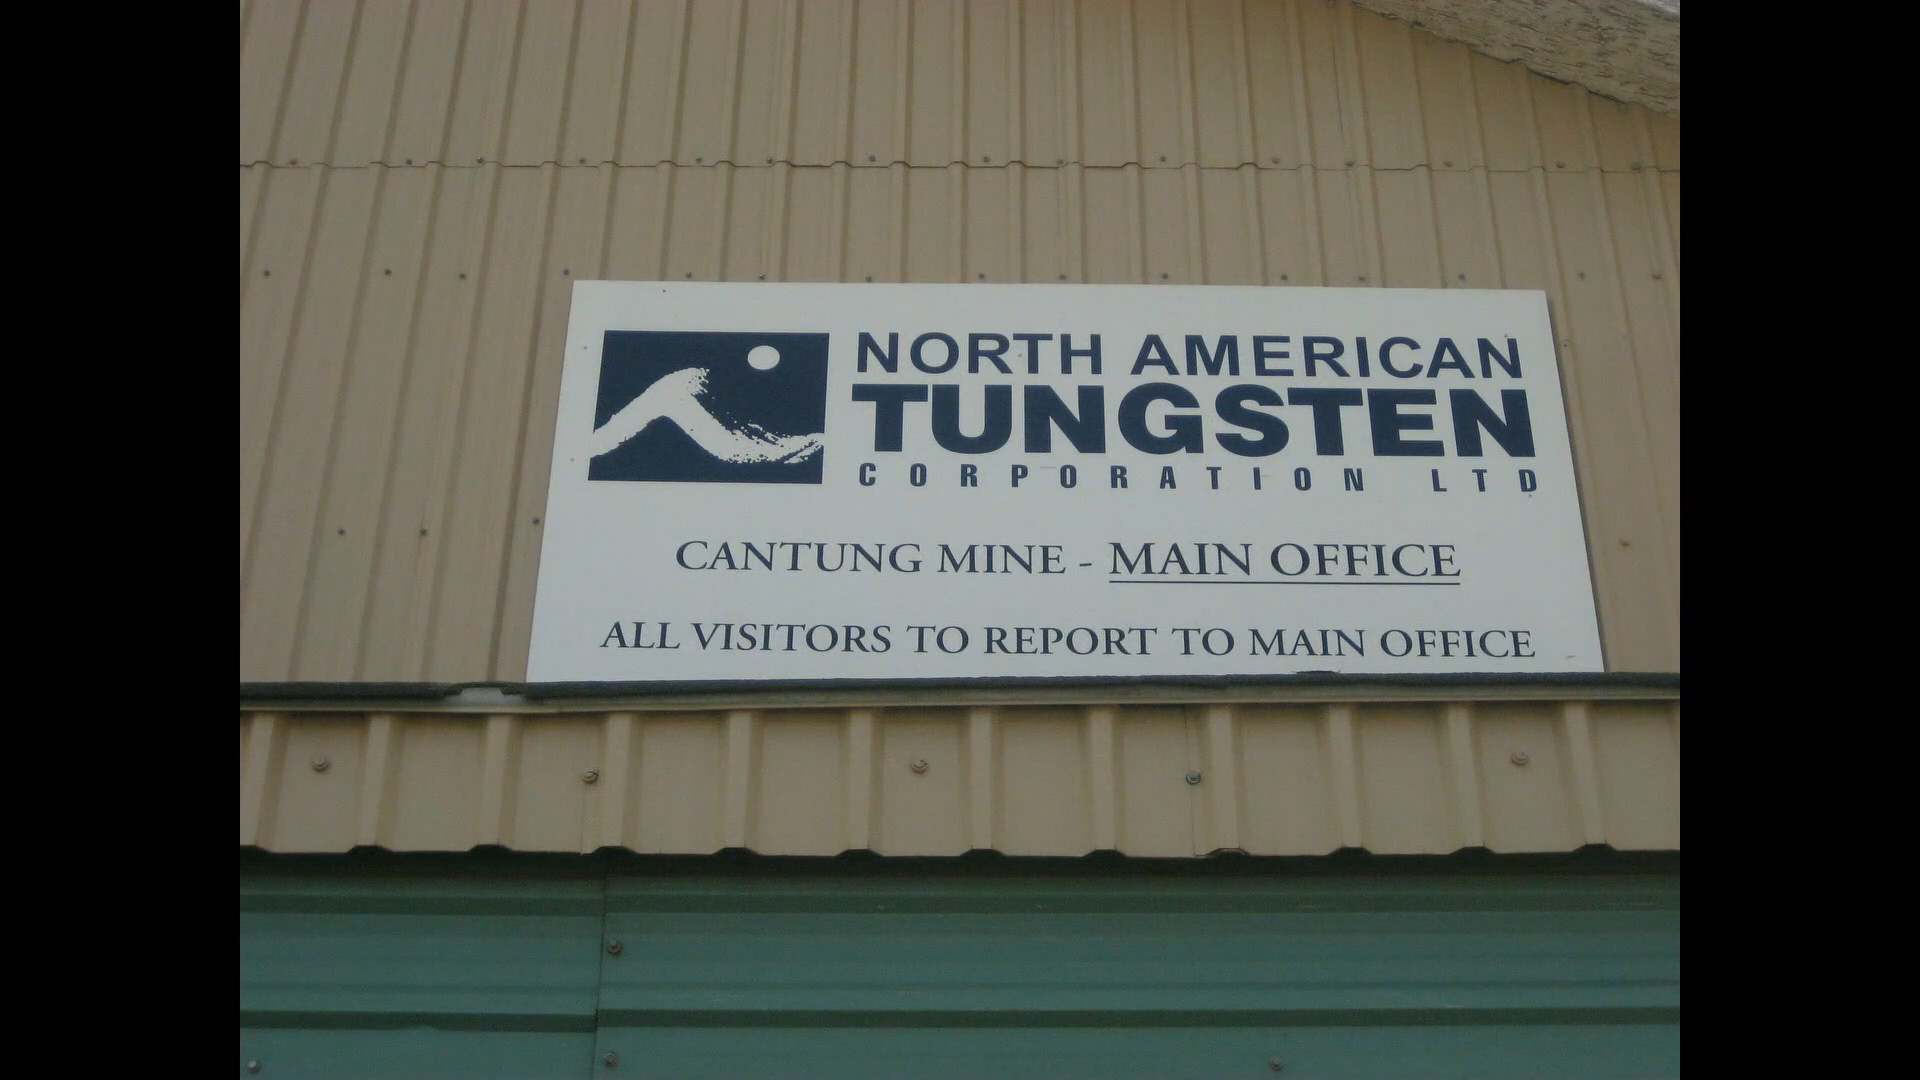 NORTH AMERICAN
TUNGSTEN
CORPORATION LTD
CANTUNG MINE - MAIN OFFICE
ALL VISITORS TO REPORT TO MAIN OFFICE